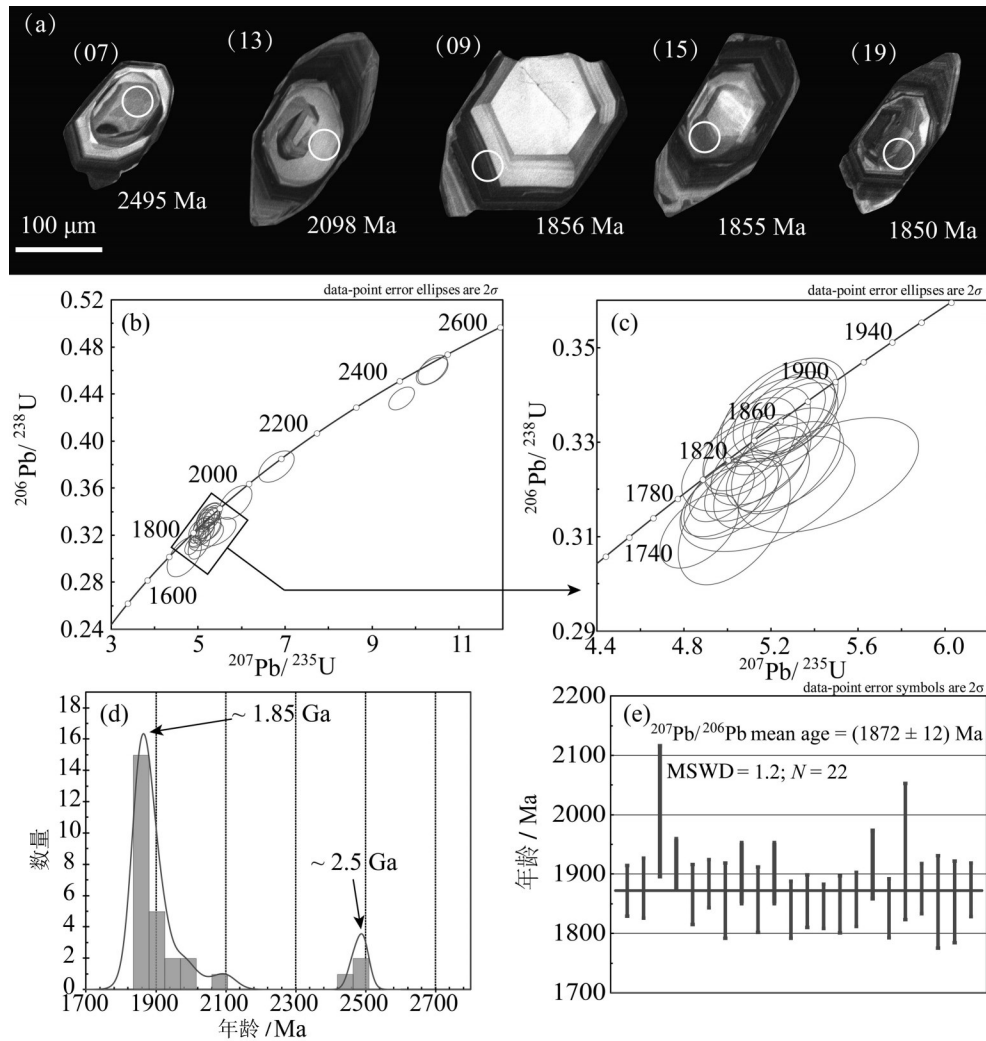 (a)
(07)
(13)
(09)
(15)
(19)
2495 Ma
2098 Ma
1856 Ma
1855 Ma
1850 Ma
100 μm
data-point error ellipses are 2σ
(b)
0.52
0.48
0.44
0.40
0.36
0.32
0.28
0.24
²⁰⁶Pb/²³⁸U
2600
2400
2200
2000
1800
1600
3
5
7
9
11
²⁰⁷Pb/²³⁵U
data-point error ellipses are 2σ
(c)
0.35
0.33
0.31
0.29
²⁰⁶Pb/²³⁸U
1940
1900
1860
1820
1780
1740
4.4
4.8
5.2
5.6
6.0
²⁰⁷Pb/²³⁵U
(d)
~ 1.85 Ga
~ 2.5 Ga
18
16
14
12
10
8
6
4
2
0
数量
1700
1900
2100
2300
2500
2700
年龄 /Ma
data-point error symbols are 2σ
(e)
²⁰⁷Pb/²⁰⁶Pb mean age = (1872 ± 12) Ma
MSWD = 1.2; N = 22
2200
2100
2000
1900
1800
1700
年龄 / Ma